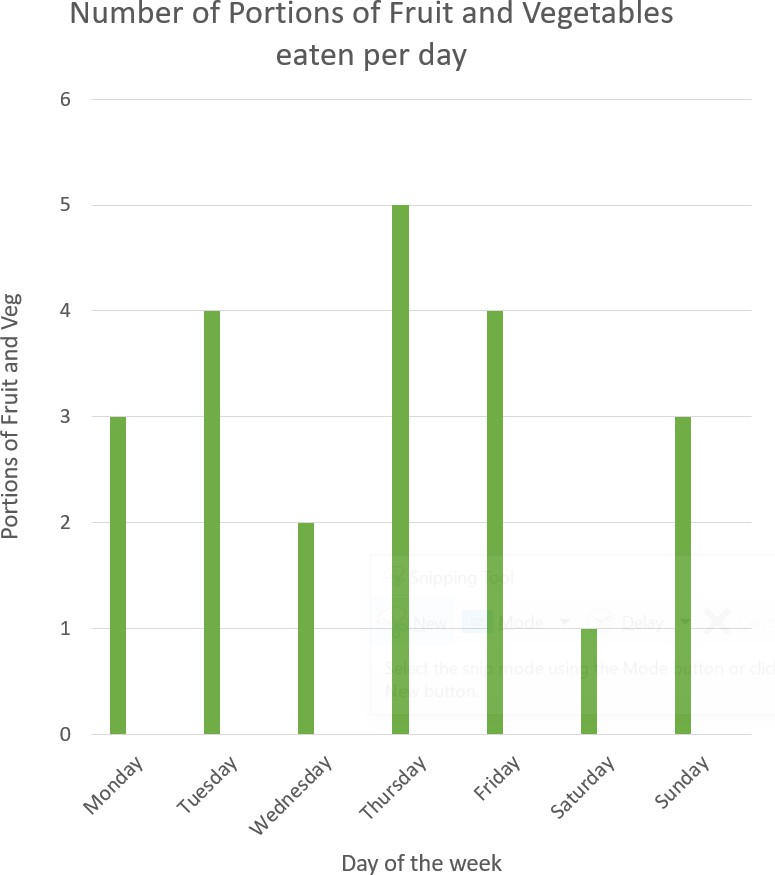 Number of Portions of Fruit and Vegetables
eaten per day
6
5
4
3
2
1
0
Portions of Fruit and Veg
Monday
Tuesday
Wednesday
Thursday
Friday
Saturday
Sunday
Day of the week
Snipping Tool
New Mode Delay
Select the snip mode using the Mode button or clic
New button.